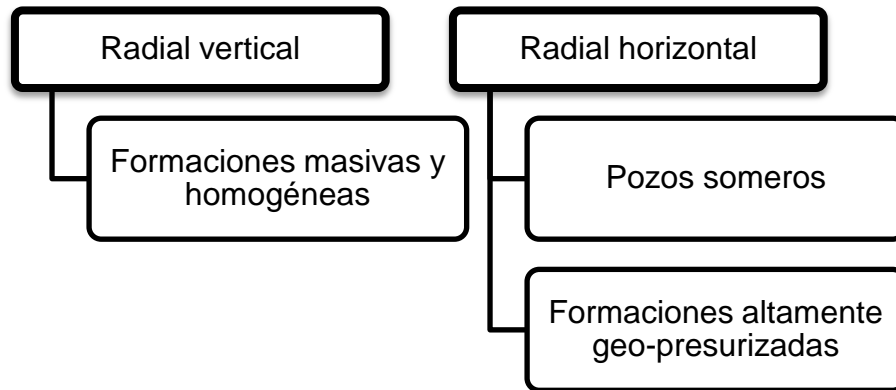 Radial vertical
Formaciones masivas y
homogéneas
Radial horizontal
Pozos someros
Formaciones altamente
geo-presurizadas